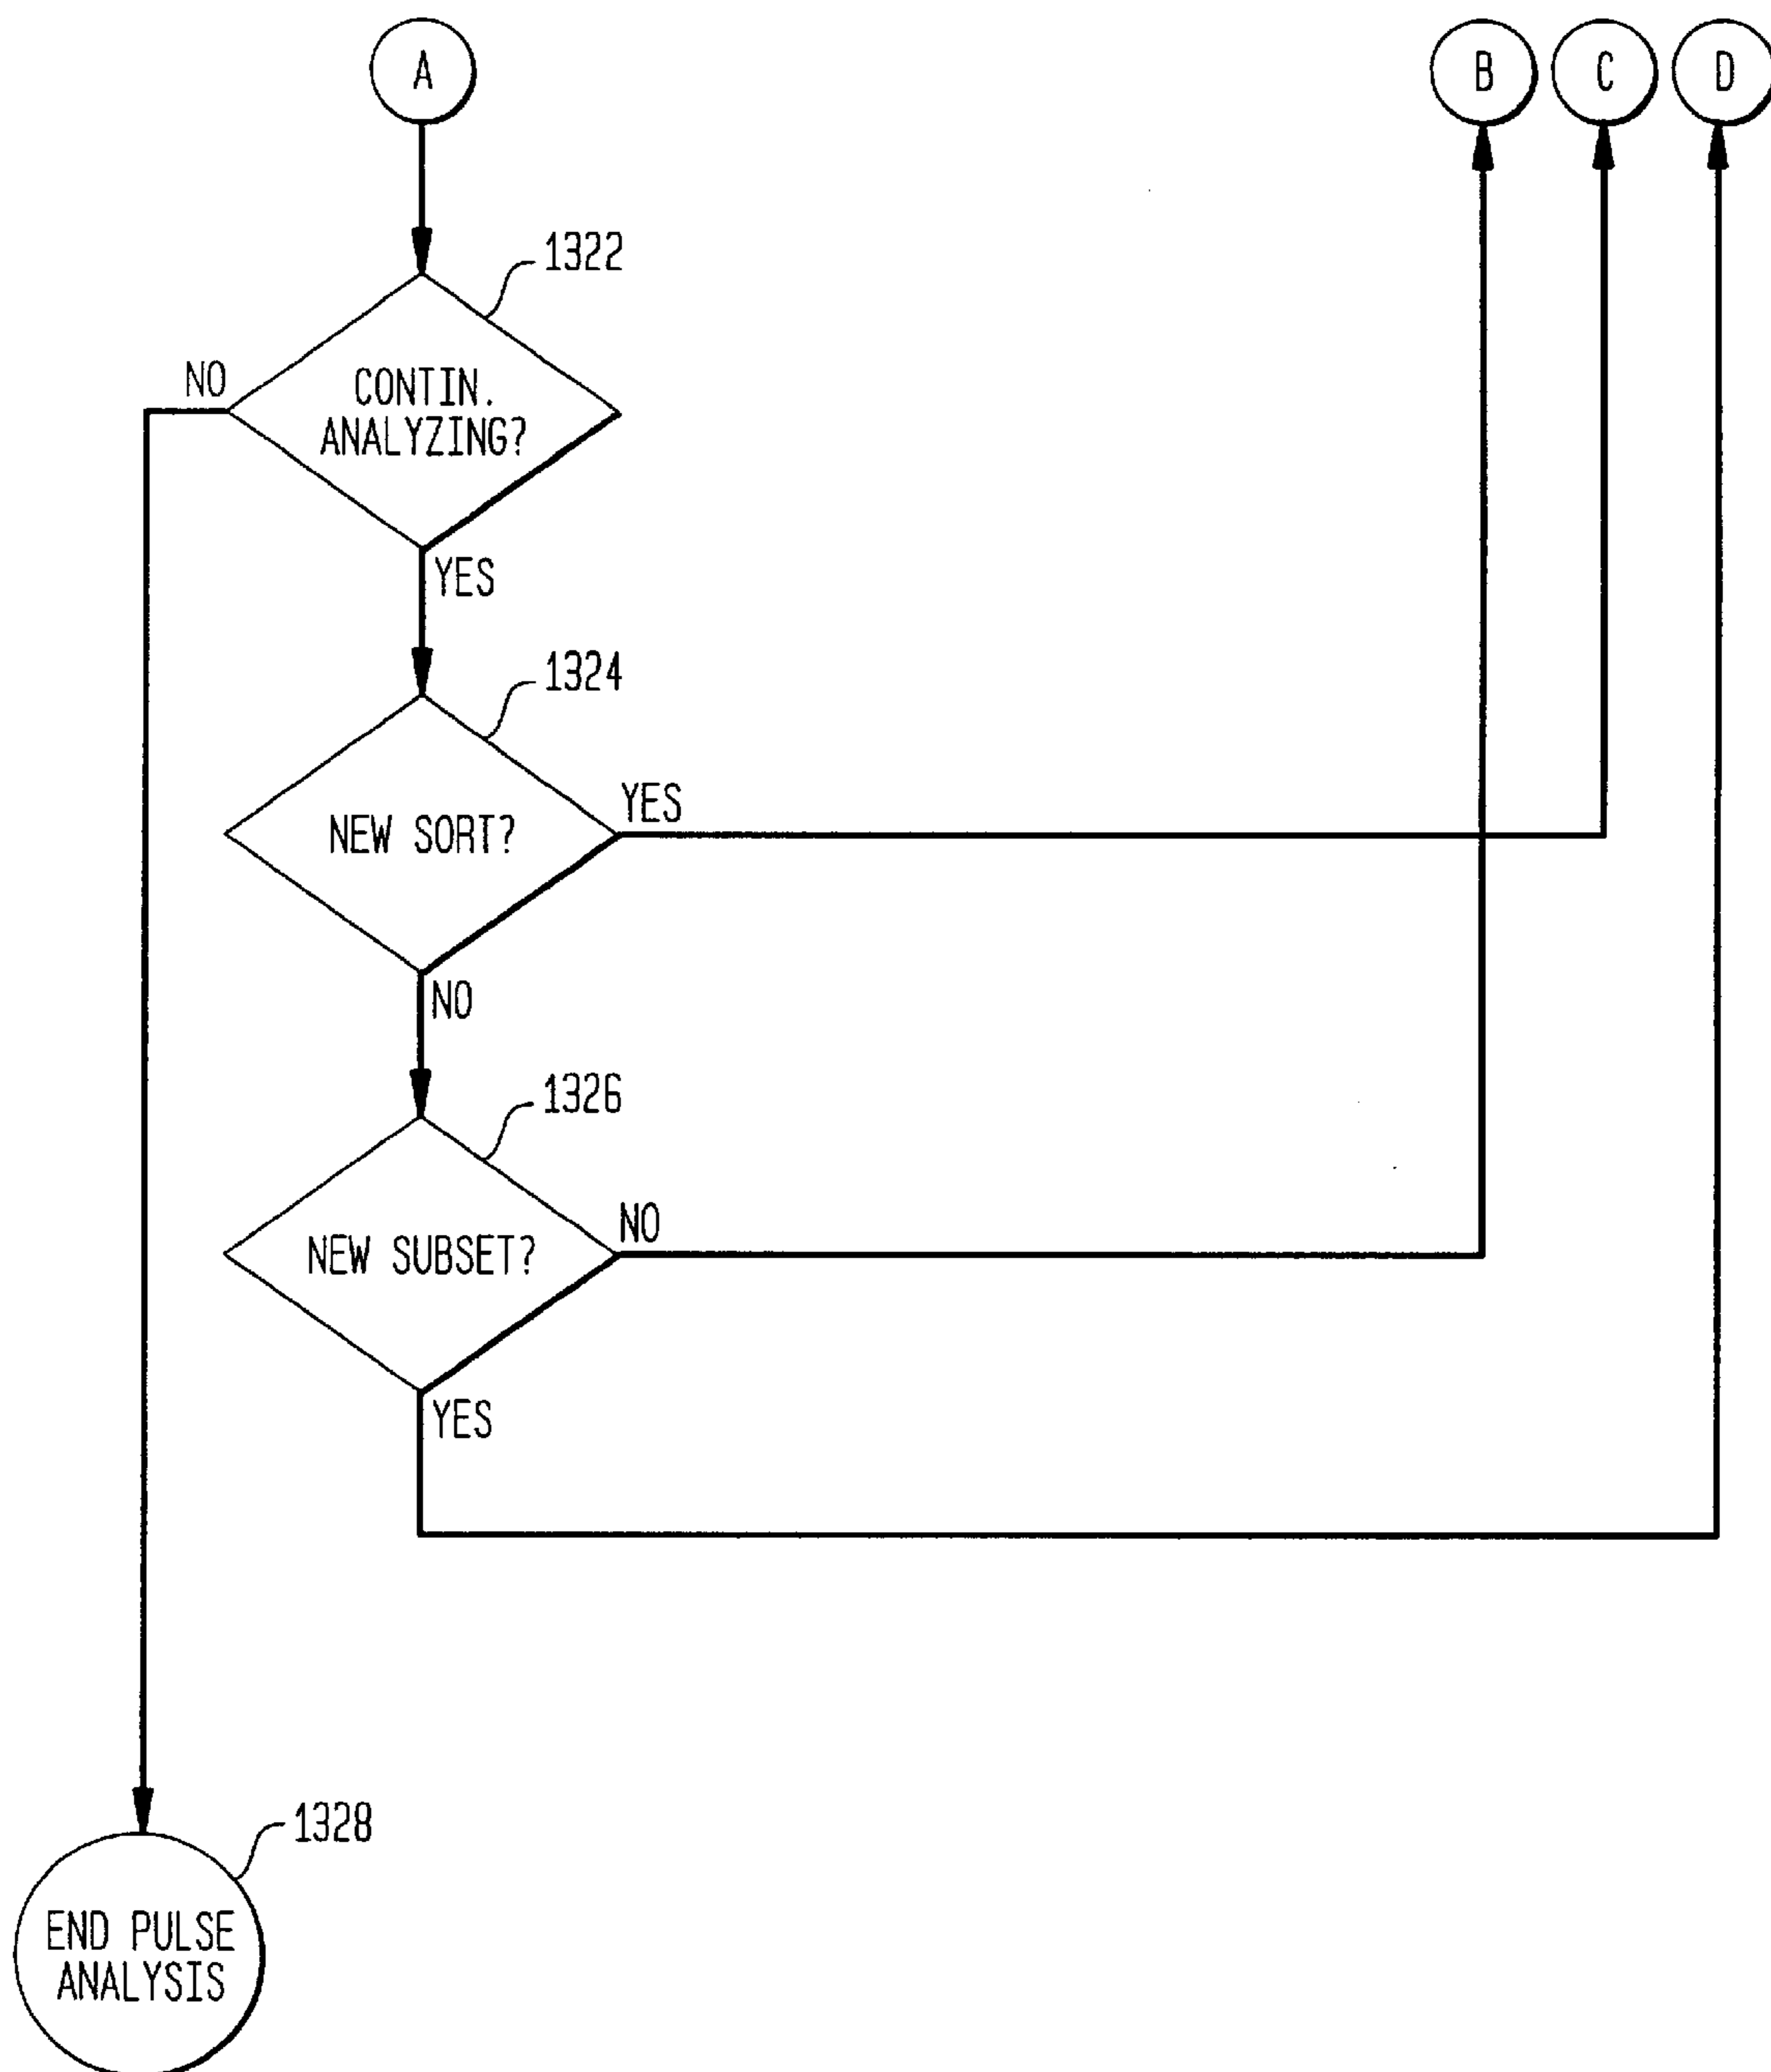 A
B
C
D
1322
NO
CONTIN.
ANALYZING?
YES
1324
YES
NEW SORT?
NO
1326
NO
NEW SUBSET?
YES
1328
END PULSE
ANALYSIS